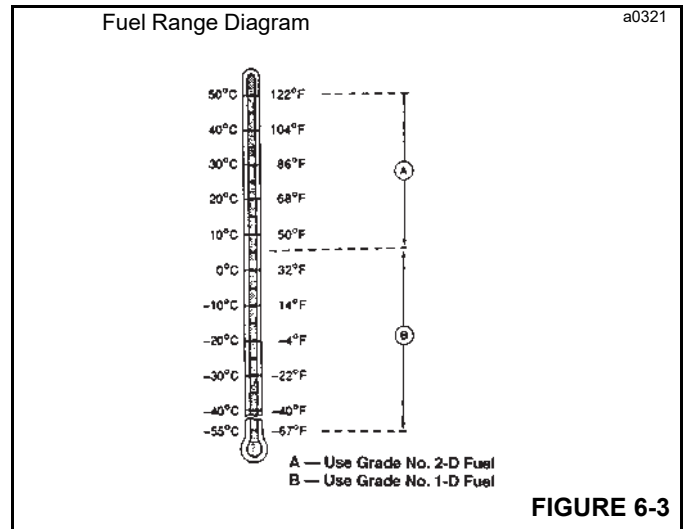 Fuel Range Diagram
a0321
50°C 122°F
40°C 104°F
30°C 86°F
A
20°C 68°F
10°C 50°F
0°C 32°F
-10°C 14°F
-20°C -4°F
B
-30°C -22°F
-40°C -40°F
-55°C -67°F
A — Use Grade No. 2-D Fuel
B — Use Grade No. 1-D Fuel
FIGURE 6-3